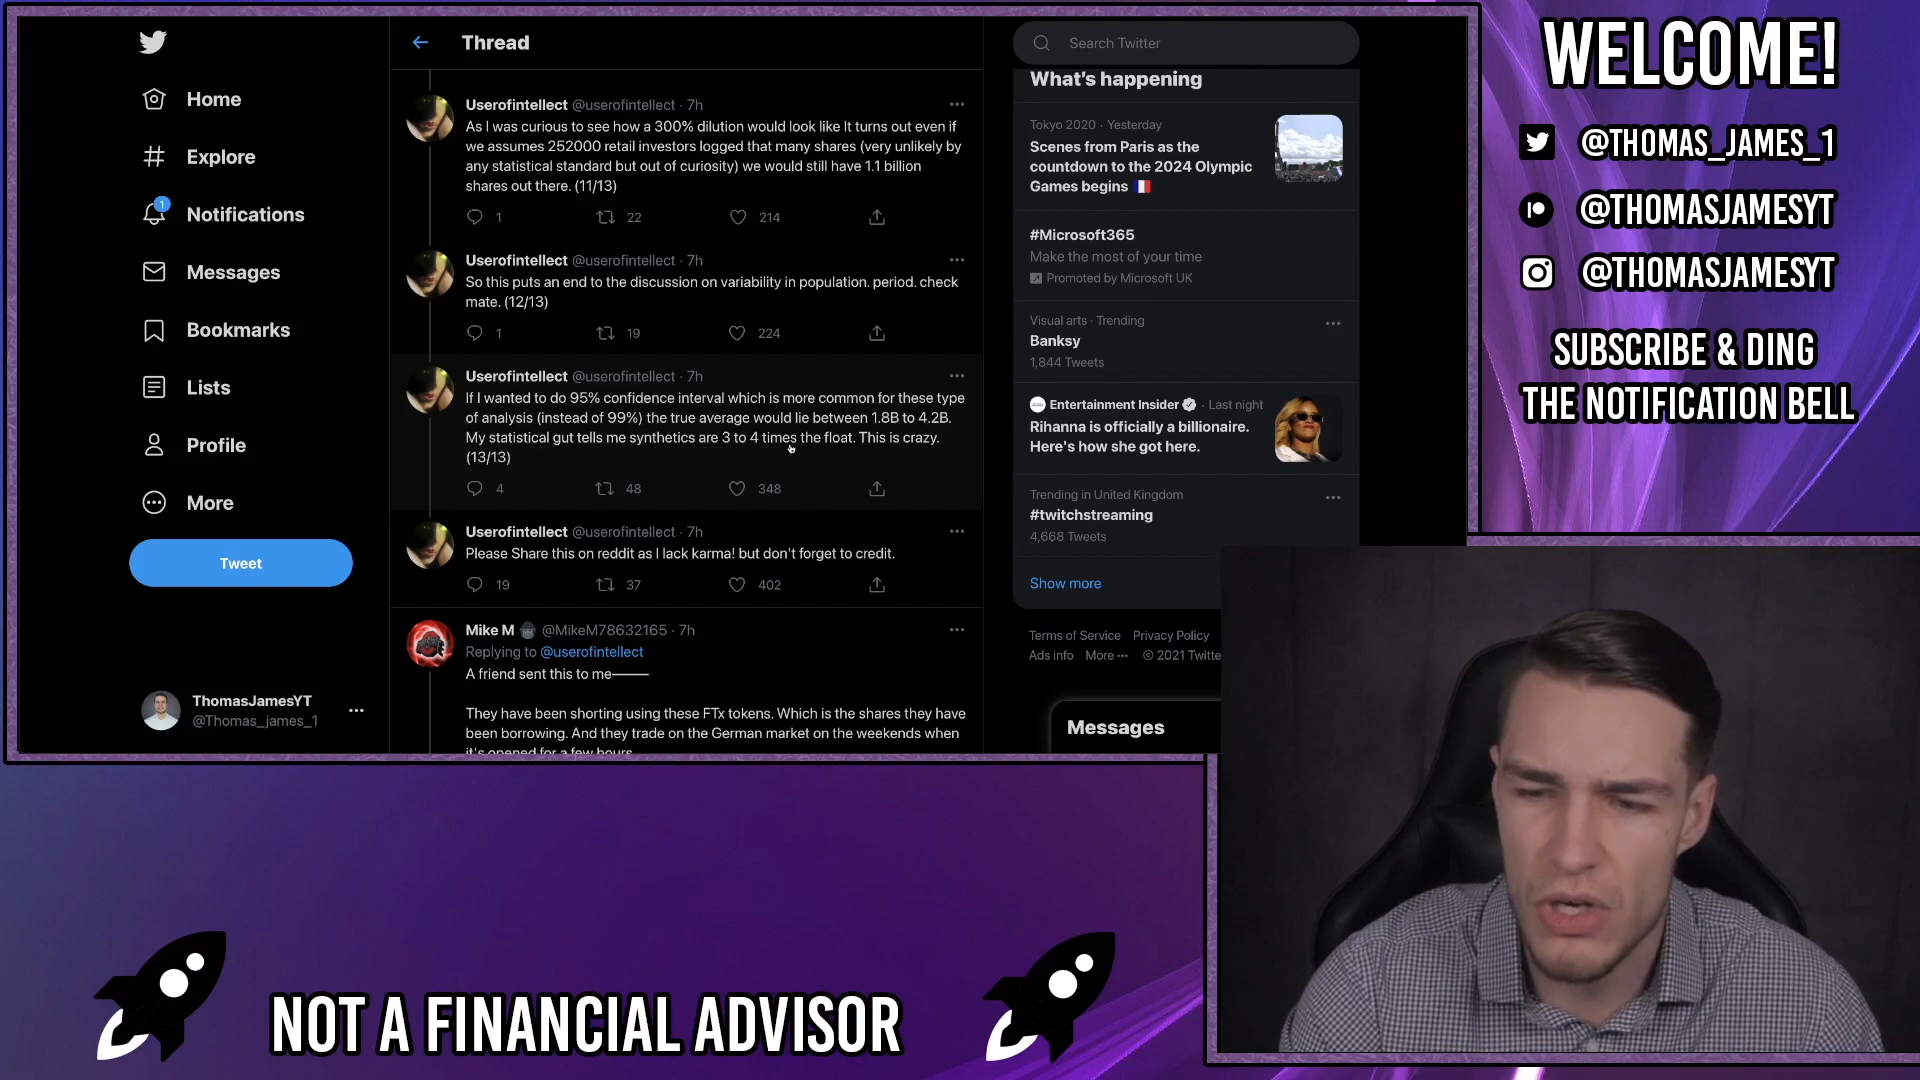 Home
Explore
1
Notifications
Messages
Bookmarks
Lists
Profile
More
Tweet
ThomasJamesYT
@Thomas_james_1
Thread
Userofintellect @userofintellect · 7h
As I was curious to see how a 300% dilution would look like It turns out even if
we assumes 252000 retail investors logged that many shares (very unlikely by
any statistical standard but out of curiosity) we would still have 1.1 billion
shares out there. (11/13)
1 22 214
Userofintellect @userofintellect · 7h
So this puts an end to the discussion on variability in population. period. check
mate. (12/13)
1 19 224
Userofintellect @userofintellect · 7h
If I wanted to do 95% confidence interval which is more common for these type
of analysis (instead of 99%) the true average would lie between 1.8B to 4.2B.
My statistical gut tells me synthetics are 3 to 4 times the float. This is crazy.
(13/13)
4 48 348
Userofintellect @userofintellect · 7h
Please Share this on reddit as I lack karma! but don't forget to credit.
19 37 402
Mike M @MikeM78632165 · 7h
Replying to @userofintellect
A friend sent this to me———
They have been shorting using these FTx tokens. Which is the shares they have
been borrowing. And they trade on the German market on the weekends when
it's opened for a few hours
Search Twitter
What's happening
Tokyo 2020 · Yesterday
Scenes from Paris as the
countdown to the 2024 Olympic
Games begins
#Microsoft365
Make the most of your time
Promoted by Microsoft UK
Visual arts · Trending
Banksy
1,844 Tweets
Entertainment Insider · Last night
Rihanna is officially a billionaire.
Here's how she got here.
Trending in United Kingdom
#twitchstreaming
4,668 Tweets
Show more
Terms of Service Privacy Policy
Ads info More ··· © 2021 Twitte
Messages
WELCOME!
@THOMAS_JAMES_1
@THOMASJAMESYT
@THOMASJAMESYT
SUBSCRIBE & DING
THE NOTIFICATION BELL
NOT A FINANCIAL ADVISOR